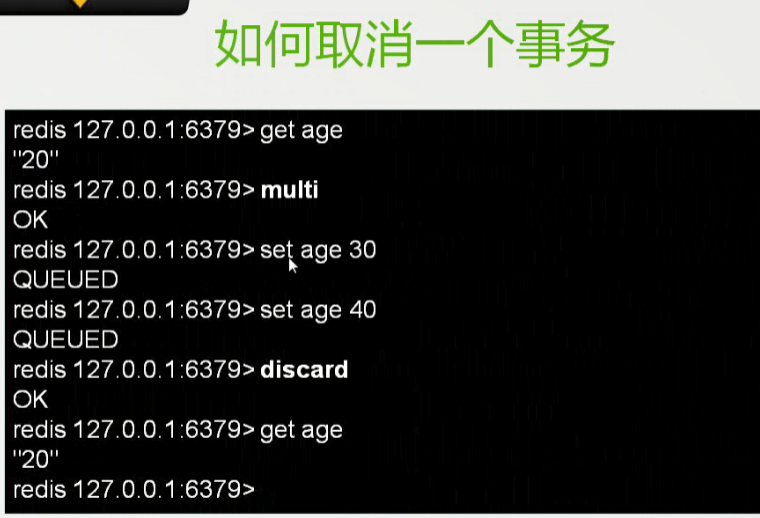 如何取消一个事务
redis 127.0.0.1:6379> get age
"20"
redis 127.0.0.1:6379> multi
OK
redis 127.0.0.1:6379> set age 30
QUEUED
redis 127.0.0.1:6379> set age 40
QUEUED
redis 127.0.0.1:6379> discard
OK
redis 127.0.0.1:6379> get age
"20"
redis 127.0.0.1:6379>